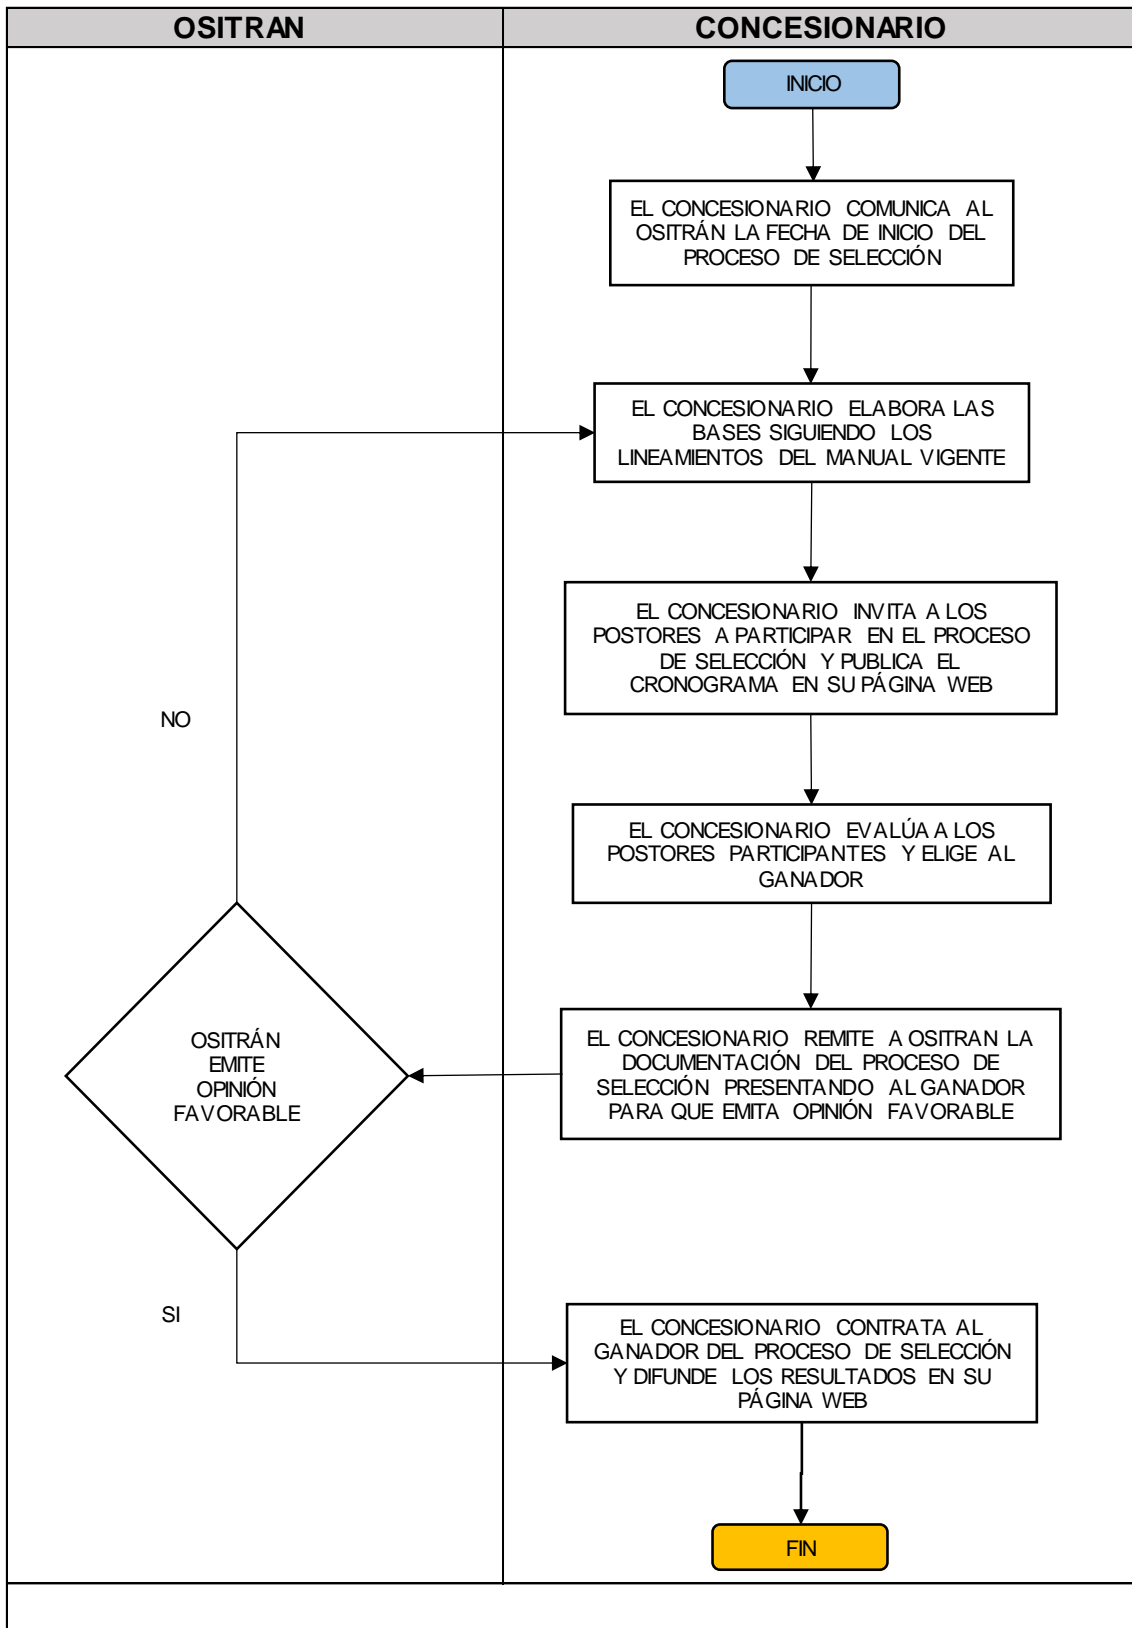 OSITRAN
CONCESIONARIO
INICIO
EL CONCESIONARIO COMUNICA AL
OSITRÁN LA FECHA DE INICIO DEL
PROCESO DE SELECCIÓN
EL CONCESIONARIO ELABORA LAS
BASES SIGUIENDO LOS
LINEAMIENTOS DEL MANUAL VIGENTE
EL CONCESIONARIO INVITA A LOS
POSTORES A PARTICIPAR EN EL PROCESO
DE SELECCIÓN Y PUBLICA EL
CRONOGRAMA EN SU PÁGINA WEB
NO
EL CONCESIONARIO EVALÚA A LOS
POSTORES PARTICIPANTES Y ELIGE AL
GANADOR
EL CONCESIONARIO REMITE A OSITRAN LA
DOCUMENTACIÓN DEL PROCESO DE
SELECCIÓN PRESENTANDO AL GANADOR
PARA QUE EMITA OPINIÓN FAVORABLE
OSITRÁN
EMITE
OPINIÓN
FAVORABLE
SI
EL CONCESIONARIO CONTRATA AL
GANADOR DEL PROCESO DE SELECCIÓN
Y DIFUNDE LOS RESULTADOS EN SU
PÁGINA WEB
FIN